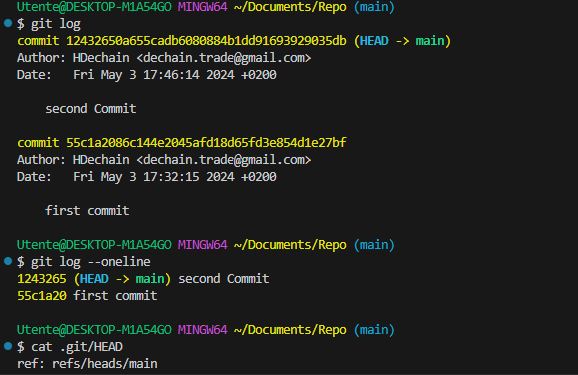 Utente@DESKTOP-M1A54GO MINGW64 ~/Documents/Repo (main)
$ git log
commit 12432650a655cadb6080884b1dd91693929035db (HEAD -> main)
Author: HDechain <dechain.trade@gmail.com>
Date:   Fri May 3 17:46:14 2024 +0200
    second Commit
commit 55c1a2086c144e2045afd18d65fd3e854d1e27bf
Author: HDechain <dechain.trade@gmail.com>
Date:   Fri May 3 17:32:15 2024 +0200
    first commit
Utente@DESKTOP-M1A54GO MINGW64 ~/Documents/Repo (main)
$ git log --oneline
1243265 (HEAD -> main) second Commit
55c1a20 first commit
Utente@DESKTOP-M1A54GO MINGW64 ~/Documents/Repo (main)
$ cat .git/HEAD
ref: refs/heads/main